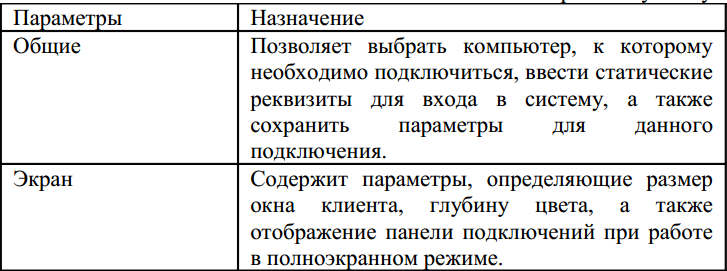 Параметры Назначение
Общие Позволяет выбрать компьютер, к которому
необходимо подключиться, ввести статические
реквизиты для входа в систему, а также
сохранить параметры для данного
подключения.
Экран Содержит параметры, определяющие размер
окна клиента, глубину цвета, а также
отображение панели подключений при работе
в полноэкранном режиме.